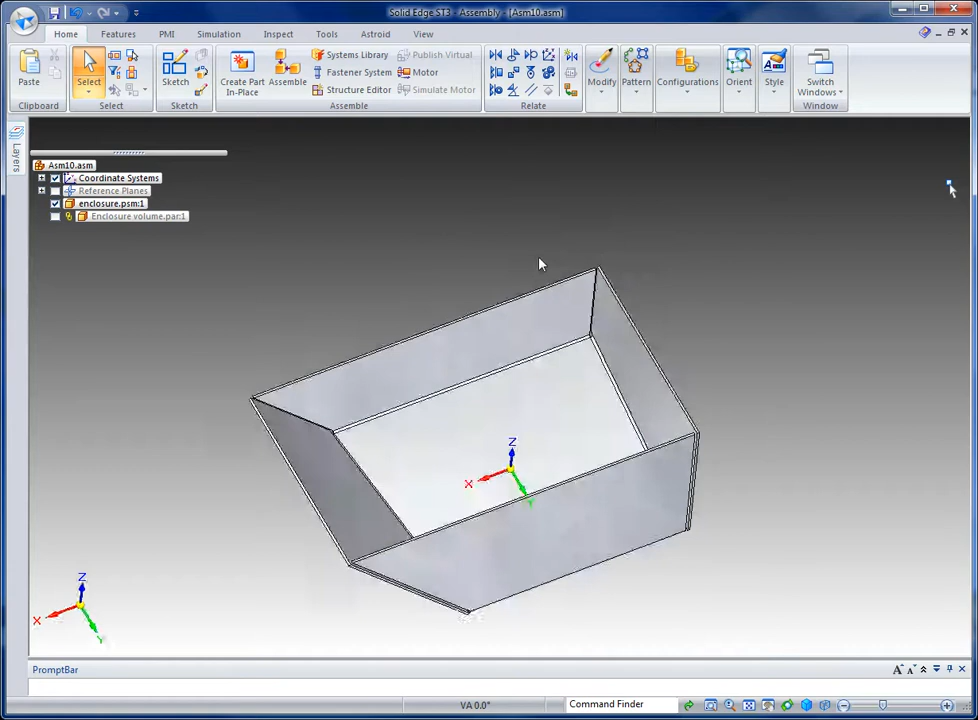 Solid Edge ST3 - Assembly - [Asm10.asm]
Home Features PMI Simulation Inspect Tools Astroid View
Paste
Clipboard
Select
Select
Sketch
Sketch
Create Part In-Place
Assembly
Systems Library
Fastener System
Structure Editor
Publish Virtual
Motor
Simulate Motor
Assemble
Relate
Modify
Pattern
Configurations
Orient
Style
Switch Windows
Window
Layers
Asm10.asm
Coordinate Systems
Reference Planes
enclosure.psm:1
Enclosure volume.par:1
Z
X
Y
Z
X
Y
PromptBar
VA 0.0°
Command Finder